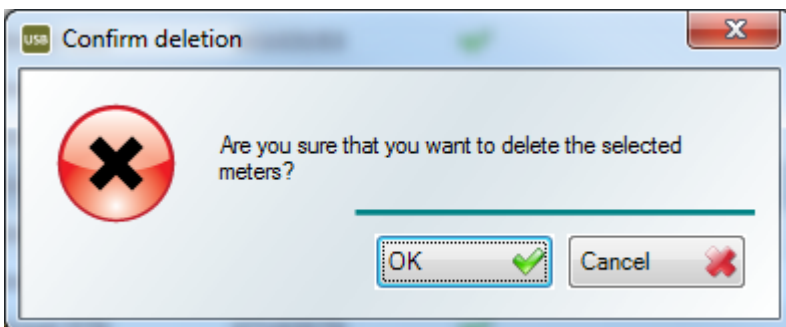 USB Confirm deletion
Are you sure that you want to delete the selected
meters?
OK
Cancel